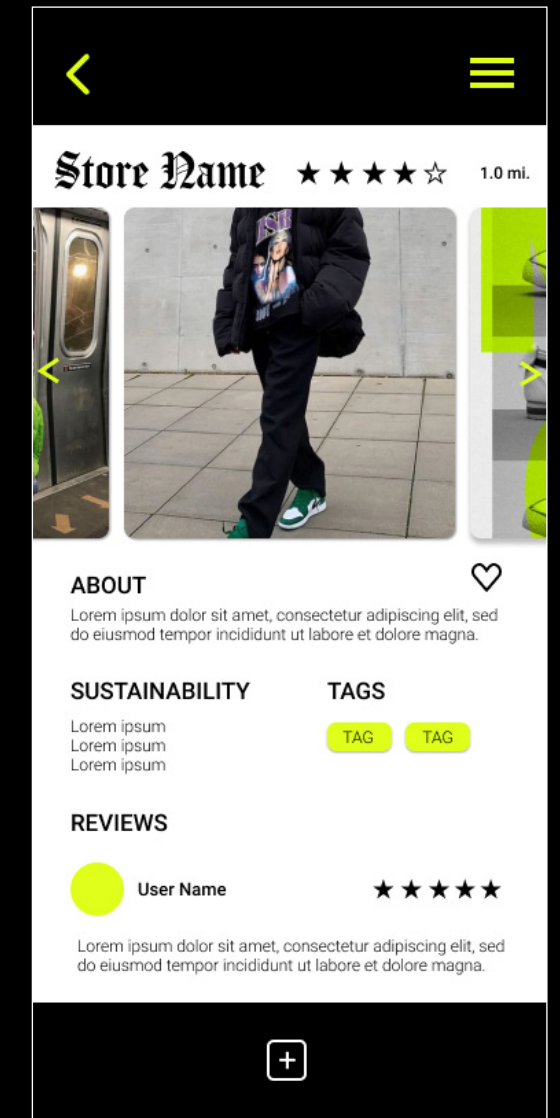 Store Name ★★★★☆ 1.0 mi.
ABOUT
Lorem ipsum dolor sit amet, consectetur adipiscing elit, sed
do eiusmod tempor incididunt ut labore et dolore magna.
SUSTAINABILITY
Lorem ipsum
Lorem ipsum
Lorem ipsum
TAGS
TAG TAG
REVIEWS
User Name ★★★★★
Lorem ipsum dolor sit amet, consectetur adipiscing elit, sed
do eiusmod tempor incididunt ut labore et dolore magna.